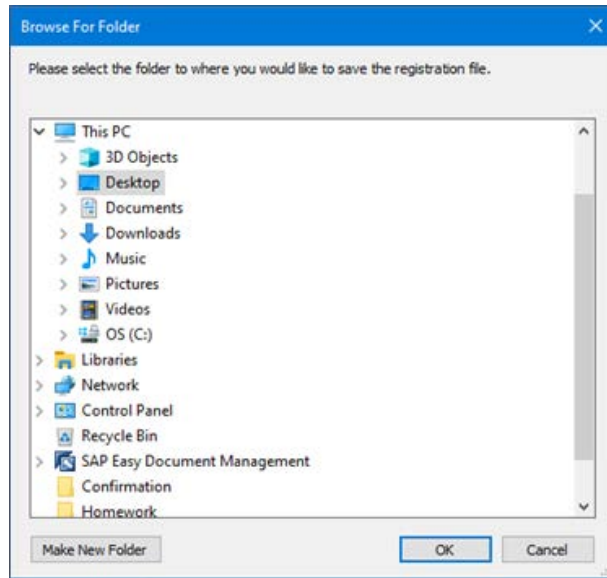 Browse For Folder
Please select the folder to where you would like to save the registration file.
This PC
3D Objects
Desktop
Documents
Downloads
Music
Pictures
Videos
OS (C:)
Libraries
Network
Control Panel
Recycle Bin
SAP Easy Document Management
Confirmation
Homework
Make New Folder OK Cancel